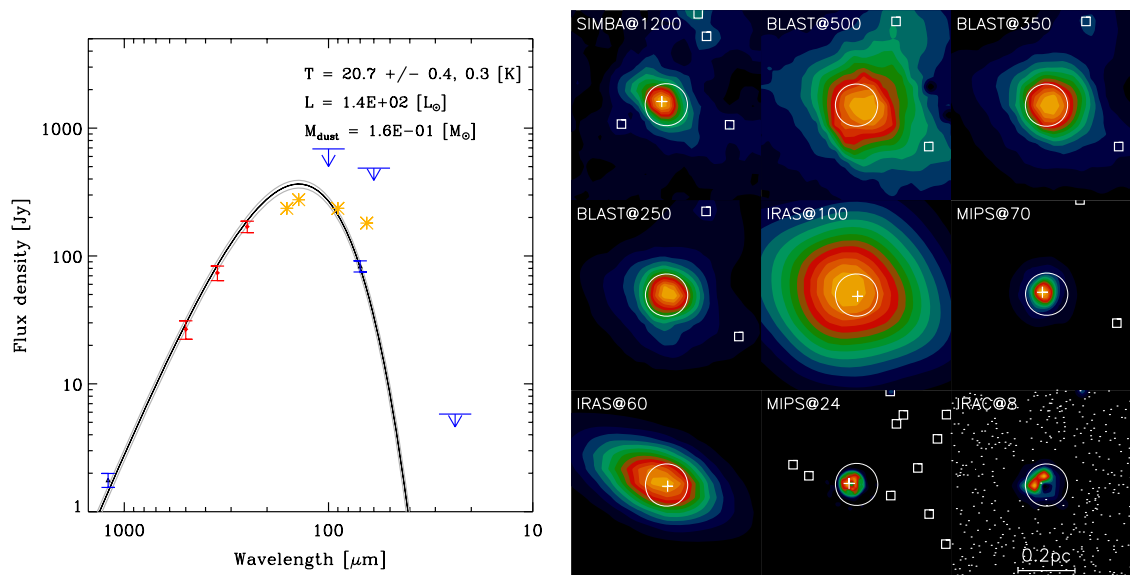 T = 20.7 +/- 0.4, 0.3 [K]
L = 1.4E+02 [L⊙]
Mdust = 1.6E-01 [M⊙]
1000
100
10
1
Flux density [Jy]
1000
100
10
Wavelength [μm]
SIMBA@1200
BLAST@500
BLAST@350
BLAST@250
IRAS@100
MIPS@70
IRAS@60
MIPS@24
IRAC@8
0.2pc